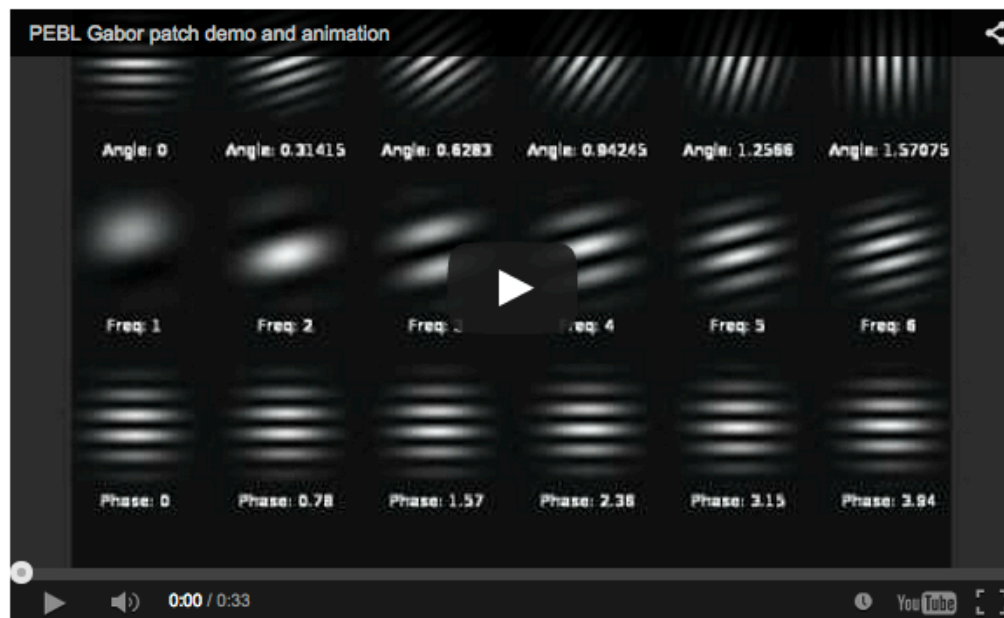 PEBL Gabor patch demo and animation
Angle: 0 Angle: 0.31415 Angle: 0.6283 Angle: 0.94245 Angle: 1.2566 Angle: 1.57075
Freq: 1 Freq: 2 Freq: 4 Freq: 5 Freq: 6
Phase: 0 Phase: 0.78 Phase: 1.57 Phase: 2.36 Phase: 3.15 Phase: 3.94
0:00 / 0:33 YouTube